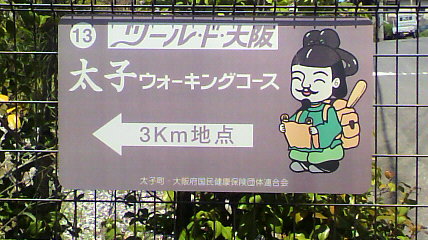 13 ツール・ド・大阪
太子ウォーキングコース
3Km地点
太子町・大阪府国民健康保険団体連合会